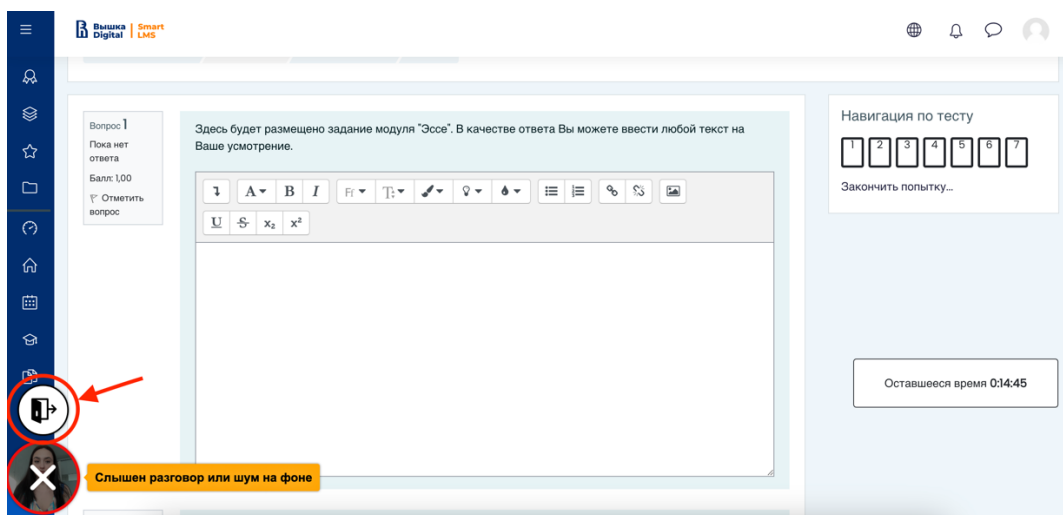 Вышка | Smart
Digital | LMS
Вопрос 1
Пока нет
ответа
Балл: 1,00
Отметить
вопрос
Здесь будет размещено задание модуля "Эссе". В качестве ответа Вы можете ввести любой текст на
Ваше усмотрение.
A B I Ff T: 
U S x₂ x²
Навигация по тесту
1 2 3 4 5 6 7
Закончить попытку...
Оставшееся время 0:14:45
Слышен разговор или шум на фоне